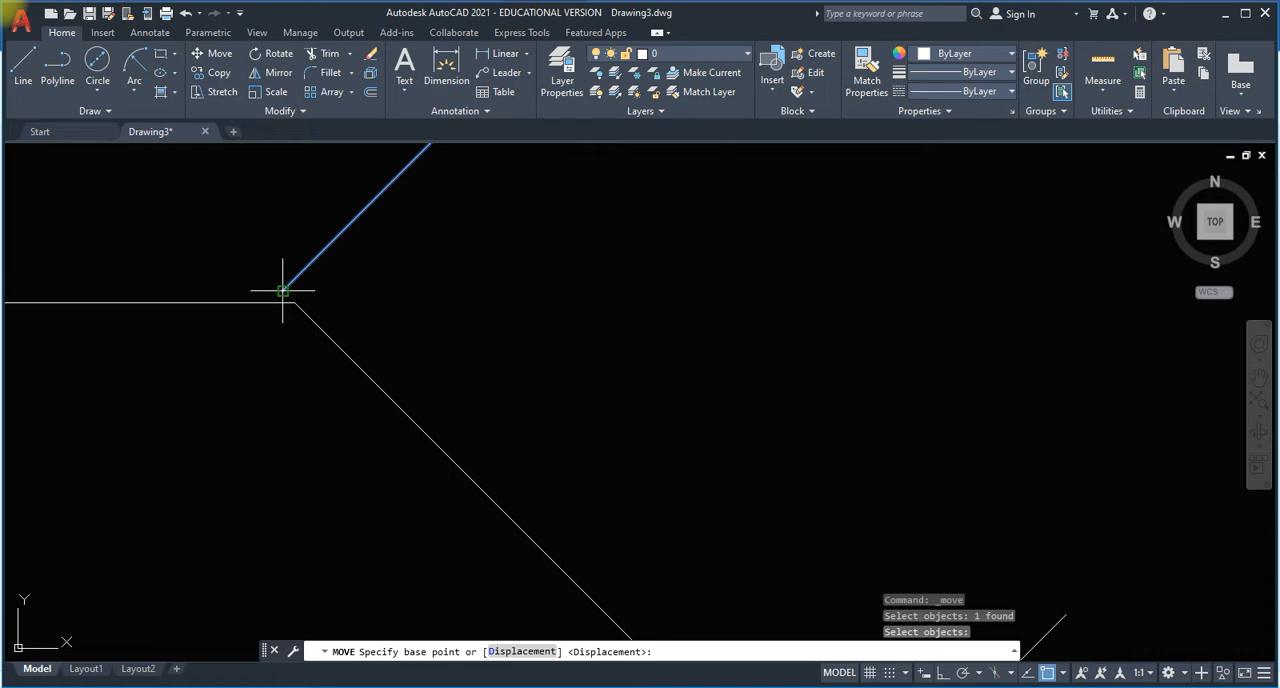 Autodesk AutoCAD 2021 - EDUCATIONAL VERSION Drawing3.dwg
Type a keyword or phrase
Sign In
Home Insert Annotate Parametric View Manage Output Add-ins Collaborate Express Tools Featured Apps
Line Polyline Circle Arc
Move Rotate Trim
Copy Mirror Fillet
Stretch Scale Array
Text Dimension
Linear
Leader
Table
Layer Properties
0
Make Current
Match Layer
Insert
Create
Edit
Match Properties
ByLayer
ByLayer
ByLayer
Group
Measure
Paste
Base
Draw Modify Annotation Layers Block Properties Groups Utilities Clipboard View
Start Drawing3*
N
W TOP E
S
WCS
Command: _move
Select objects: 1 found
Select objects:
Y
X
MOVE Specify base point or [Displacement] <Displacement>:
Model Layout1 Layout2
MODEL 1:1